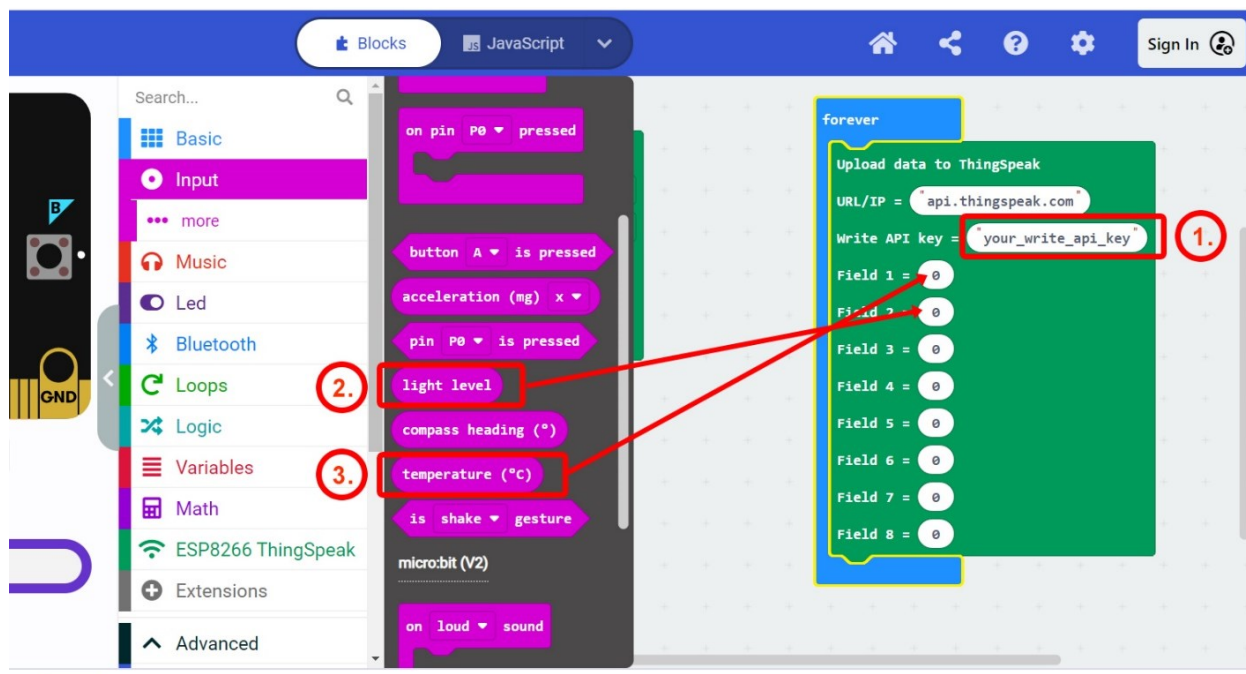 Blocks
JavaScript
Sign In
Search...
Basic
Input
more
Music
Led
Bluetooth
Loops
Logic
Variables
Math
ESP8266 ThingSpeak
Extensions
Advanced
B
GND
on pin P0 pressed
button A is pressed
acceleration (mg) x
pin P0 is pressed
2.
light level
compass heading (°)
3.
temperature (°C)
is shake gesture
micro:bit (V2)
on loud sound
forever
Upload data to ThingSpeak
URL/IP = "api.thingspeak.com"
Write API key = "your_write_api_key"
1.
Field 1 = 0
Field 2 = 0
Field 3 = 0
Field 4 = 0
Field 5 = 0
Field 6 = 0
Field 7 = 0
Field 8 = 0